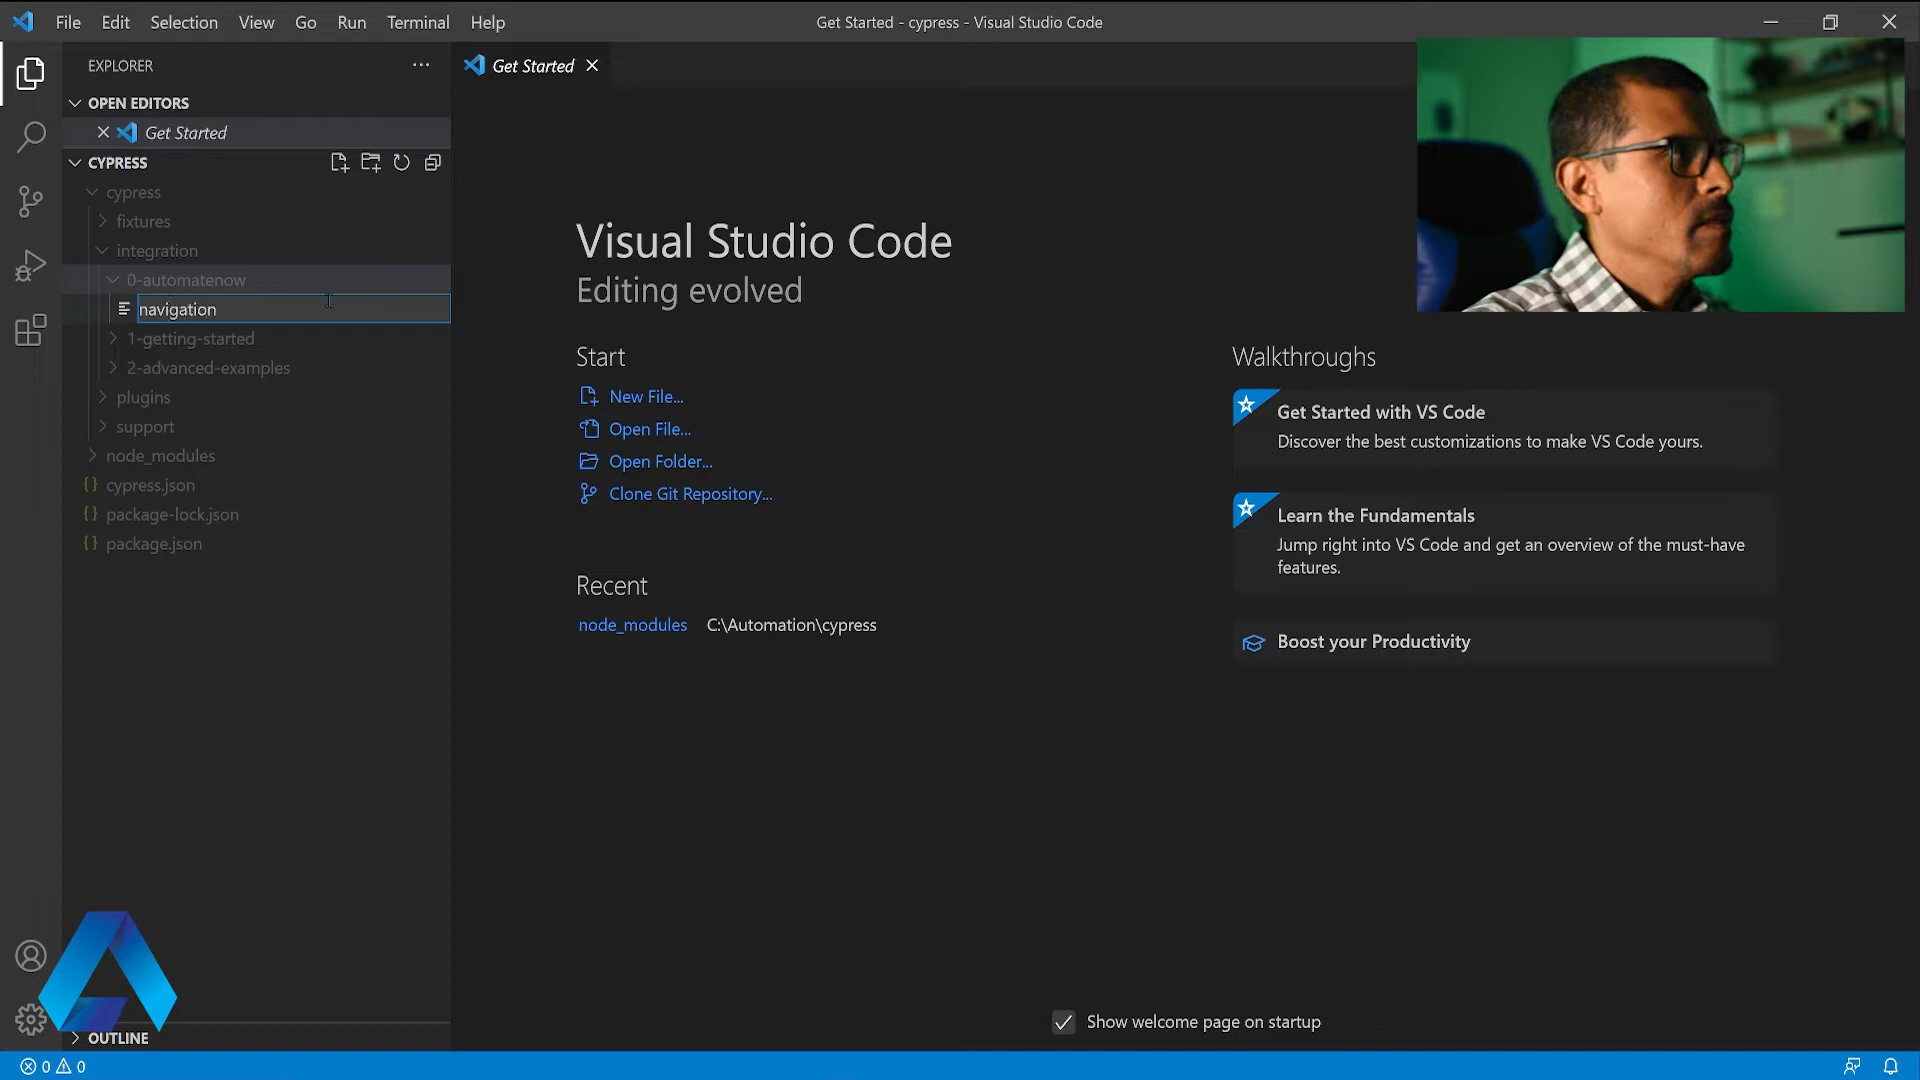 File Edit Selection View Go Run Terminal Help
Get Started - cypress - Visual Studio Code
EXPLORER
Get Started
OPEN EDITORS
Get Started
CYPRESS
cypress
fixtures
integration
0-automatenow
navigation
1-getting-started
2-advanced-examples
plugins
support
node_modules
cypress.json
package-lock.json
package.json
OUTLINE
Visual Studio Code
Editing evolved
Start
New File...
Open File...
Open Folder...
Clone Git Repository...
Recent
node_modules C:\Automation\cypress
Walkthroughs
Get Started with VS Code
Discover the best customizations to make VS Code yours.
Learn the Fundamentals
Jump right into VS Code and get an overview of the must-have
features.
Boost your Productivity
Show welcome page on startup
0 0